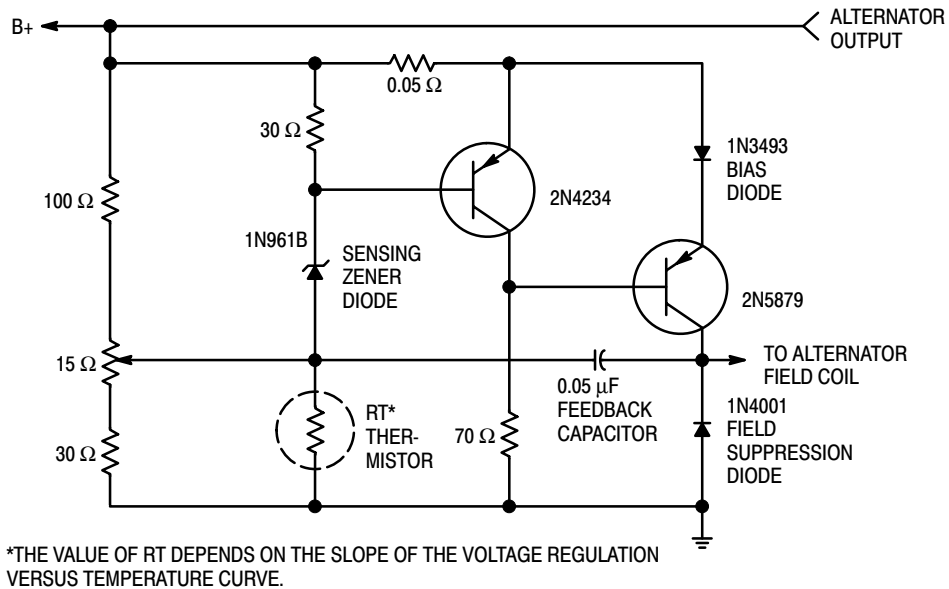 B+
ALTERNATOR
OUTPUT
0.05 Ω
30 Ω
1N3493
BIAS
DIODE
100 Ω
2N4234
1N961B
SENSING
ZENER
DIODE
2N5879
15 Ω
TO ALTERNATOR
FIELD COIL
0.05 μF
FEEDBACK
CAPACITOR
RT*
THER-
MISTOR
70 Ω
1N4001
FIELD
SUPPRESSION
DIODE
30 Ω
*THE VALUE OF RT DEPENDS ON THE SLOPE OF THE VOLTAGE REGULATION
VERSUS TEMPERATURE CURVE.